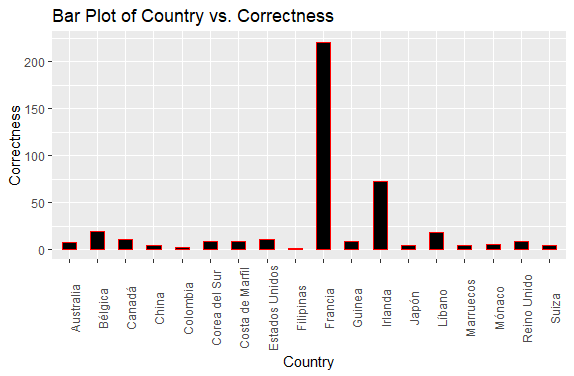 Bar Plot of Country vs. Correctness
Correctness
200
150
100
50
0
Australia
Bélgica
Canadá
China
Colombia
Corea del Sur
Costa de Marfil
Estados Unidos
Filipinas
Francia
Guinea
Irlanda
Japón
Líbano
Marruecos
Mónaco
Reino Unido
Suiza
Country